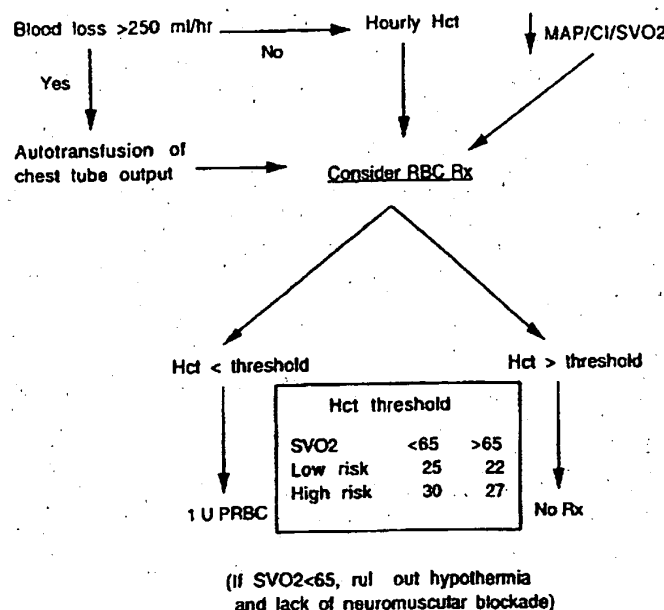 Blood loss >250 ml/hr
No
Hourly Hct
MAP/CI/SVO2
Yes
Autotransfusion of
chest tube output
Consider RBC Rx
Hct < threshold
Hct > threshold
Hct threshold
SVO2 <65 >65
Low risk 25 22
High risk 30 27
1 U PRBC
No Rx
(If SVO2<65, rul out hypothermia
and lack of neuromuscular blockade)